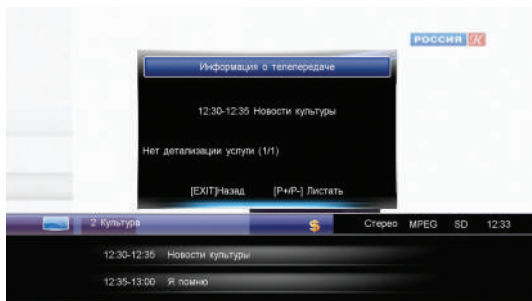 РОССИЯ К
Информация о телепередаче
12:30-12:35 Новости культуры
Нет детализации услуги (1/1)
[EXIT]Назад [P+/P-] Листать
2 Культура $ Стерео MPEG SD 12:33
12:30-12:35 Новости культуры
12:35-13:00 Я помню